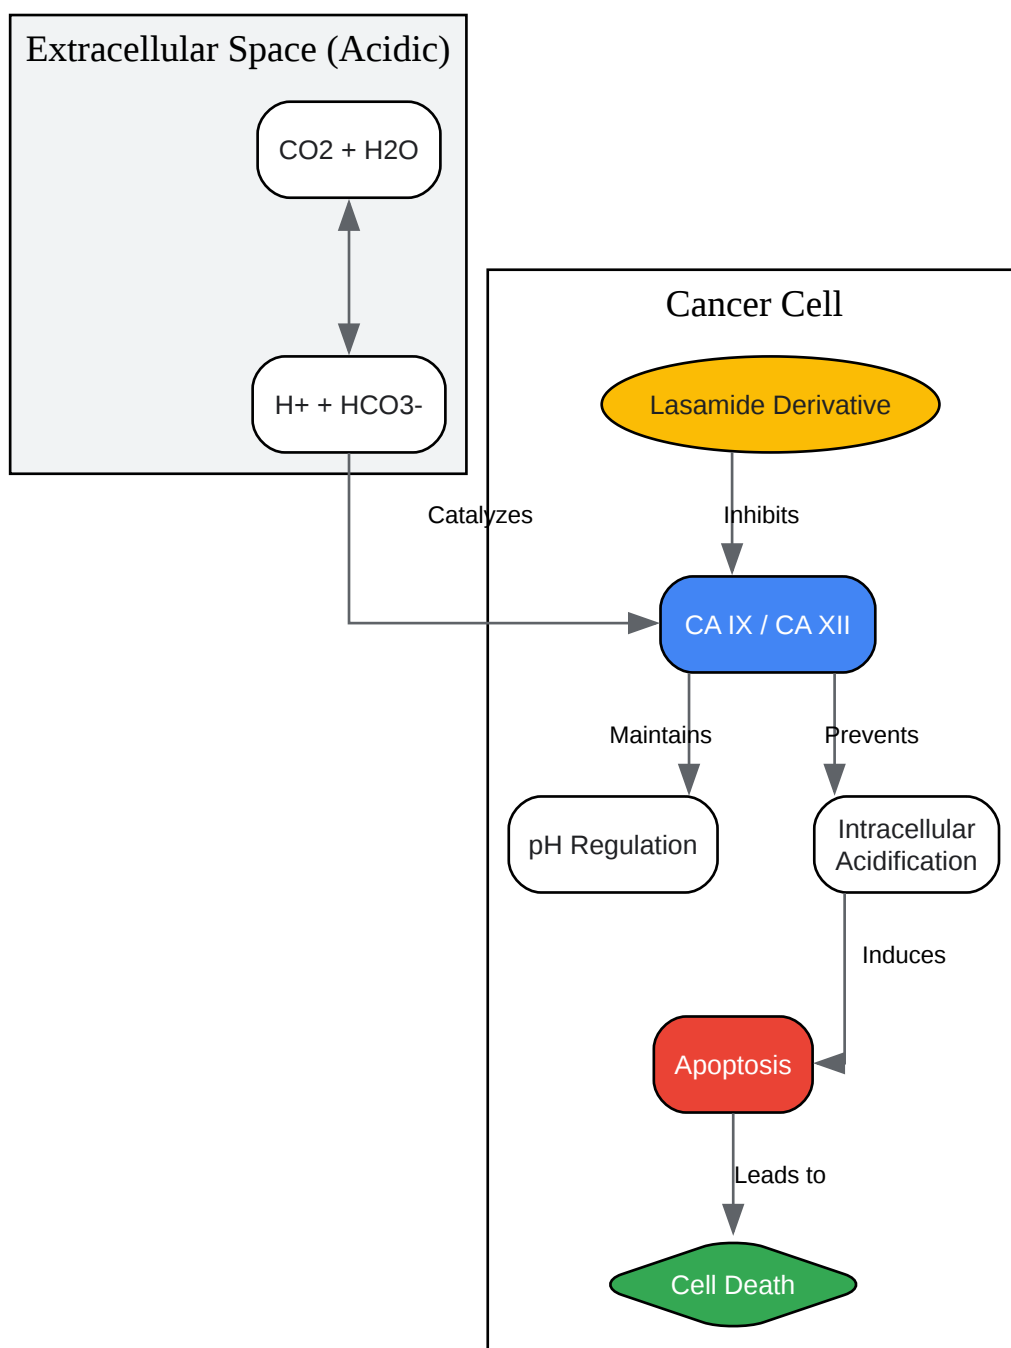 Extracellular Space (Acidic)
CO2 + H2O
H+ + HCO3-
Cancer Cell
Lasamide Derivative
Catalyzes
Inhibits
CA IX / CA XII
Maintains
Prevents
pH Regulation
Intracellular
Acidification
Induces
Apoptosis
Leads to
Cell Death